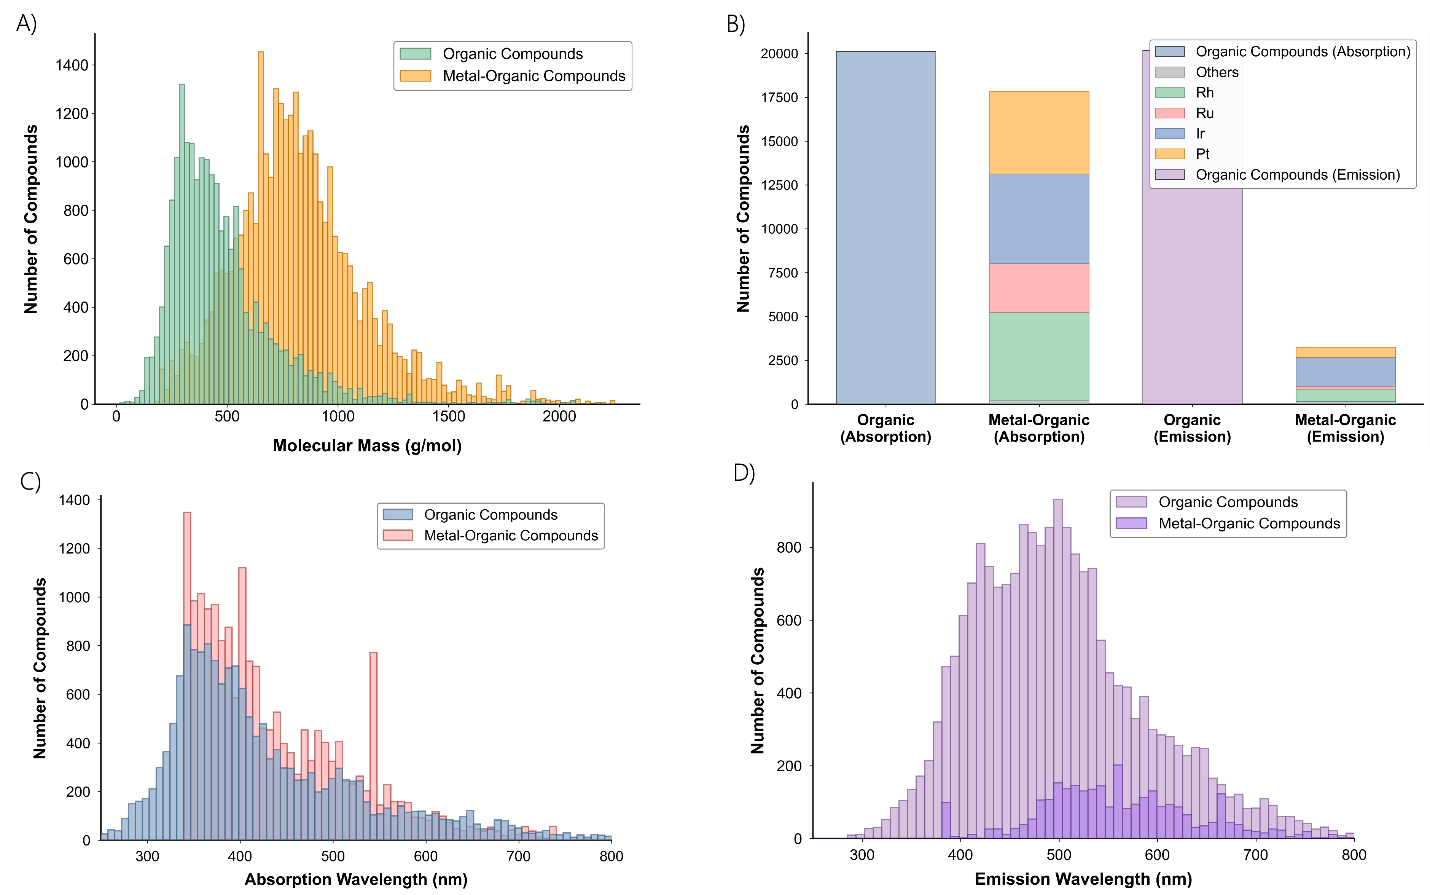 A)
Number of Compounds
1400
1200
1000
800
600
400
200
0
Organic Compounds
Metal-Organic Compounds
0 500 1000 1500 2000
Molecular Mass (g/mol)
B)
Number of Compounds
20000
17500
15000
12500
10000
7500
5000
2500
0
Organic Compounds (Absorption)
Others
Rh
Ru
Ir
Pt
Organic Compounds (Emission)
Organic
(Absorption)
Metal-Organic
(Absorption)
Organic
(Emission)
Metal-Organic
(Emission)
C)
Number of Compounds
1400
1200
1000
800
600
400
200
0
Organic Compounds
Metal-Organic Compounds
300 400 500 600 700 800
Absorption Wavelength (nm)
D)
Number of Compounds
800
600
400
200
0
Organic Compounds
Metal-Organic Compounds
300 400 500 600 700 800
Emission Wavelength (nm)